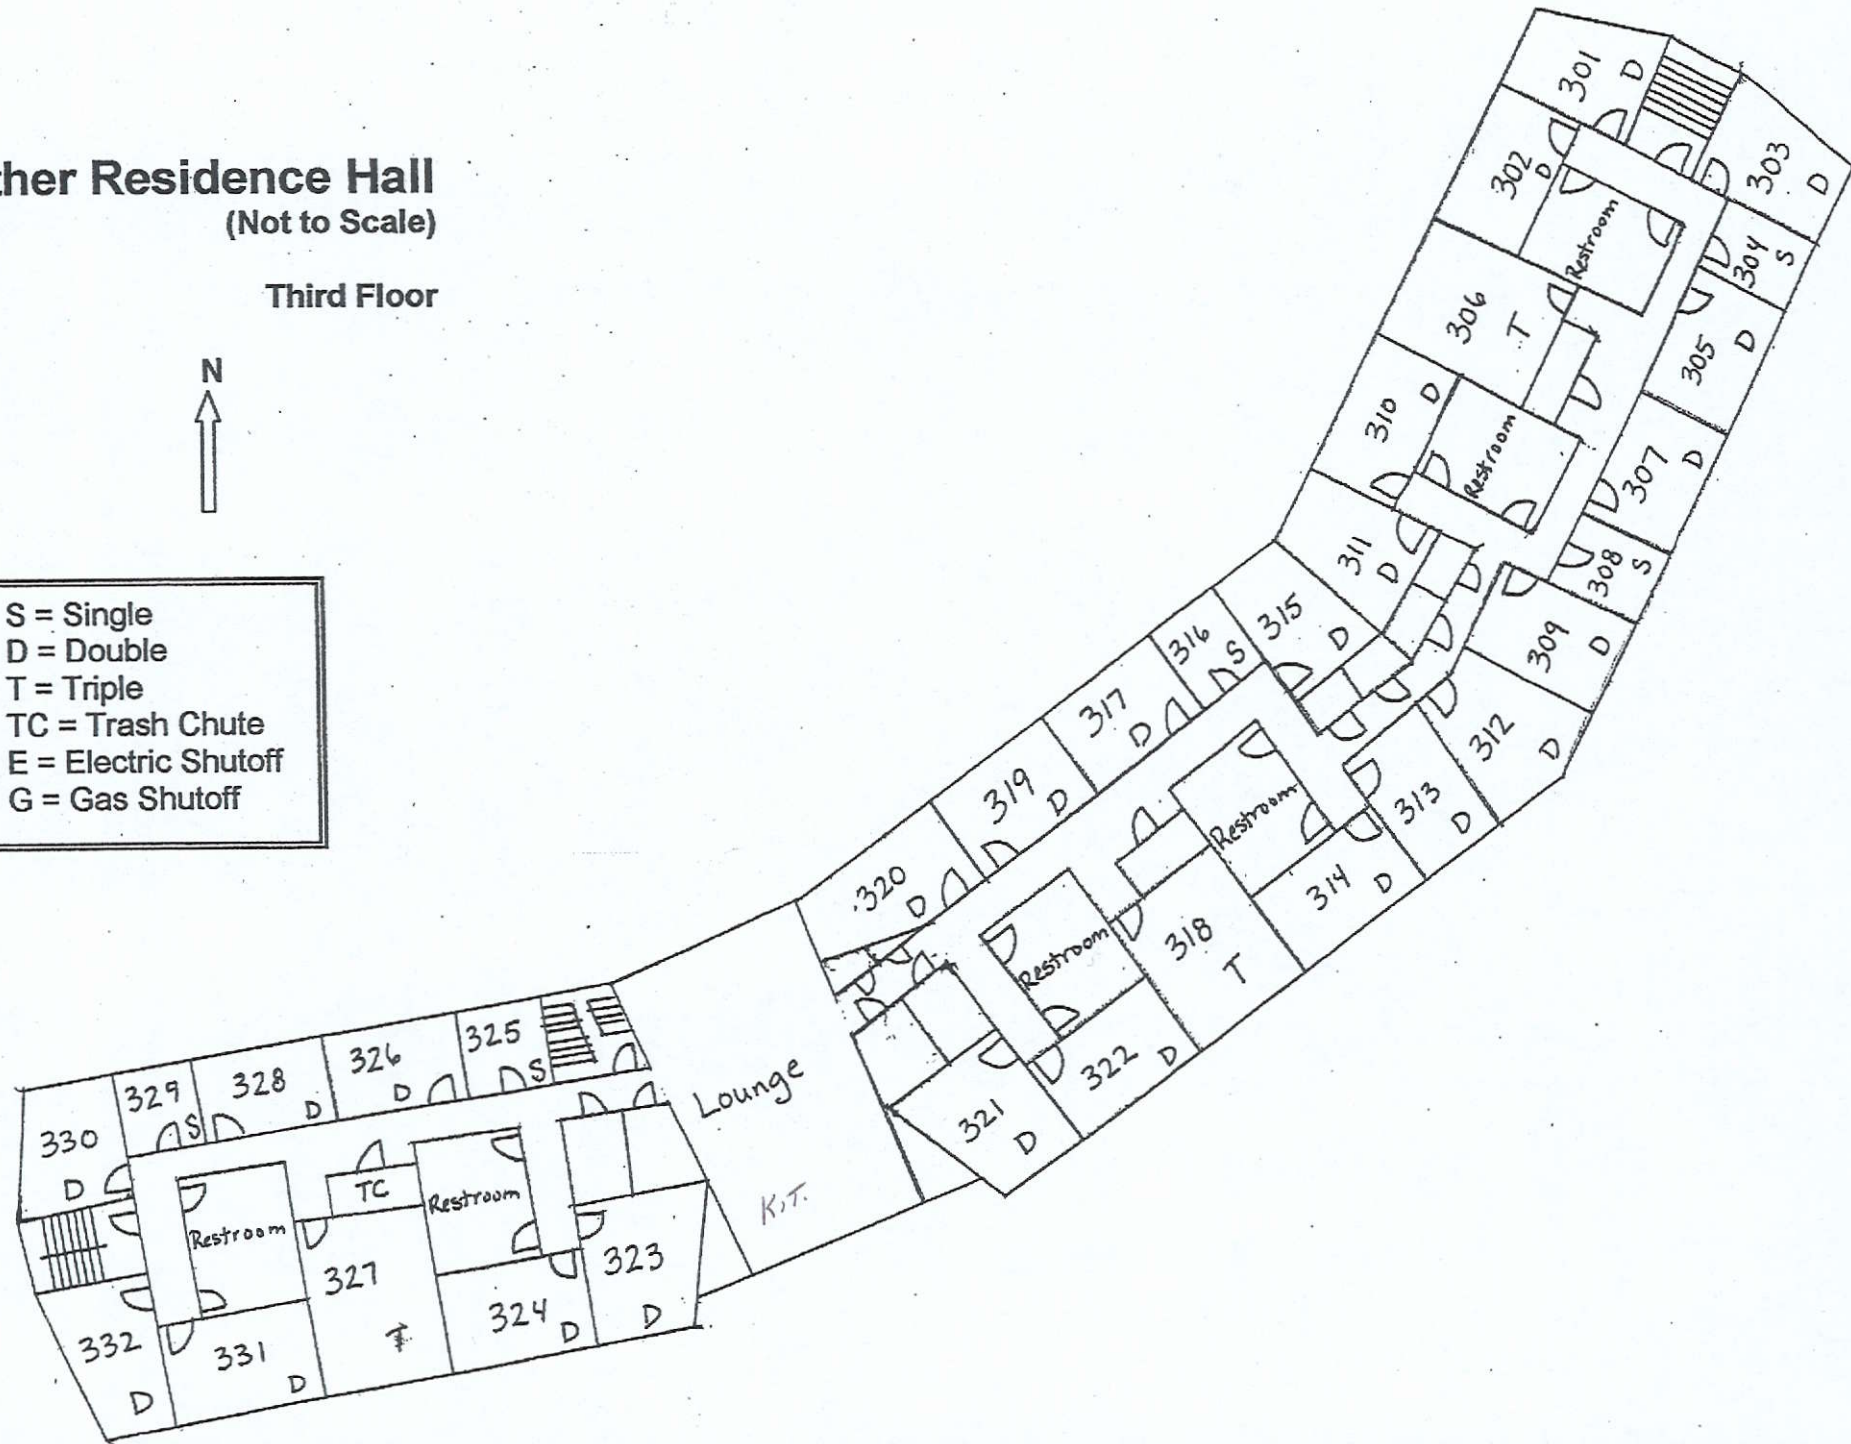 ther Residence Hall
(Not to Scale)
Third Floor
N
S = Single
D = Double
T = Triple
TC = Trash Chute
E = Electric Shutoff
G = Gas Shutoff
301 D
302 D
303 D
Restroom
304 S
305 D
306 T
307 D
310 D
Restroom
308 S
309 D
311 D
312 D
313 D
314 D
315 D
316 S
317 D
Restroom
318 T
319 D
320 D
Restroom
321 D
322 D
Lounge
K.T.
325 S
326 D
328 D
329 S
330 D
TC
Restroom
Restroom
323 D
324 D
327 T
331 D
332 D